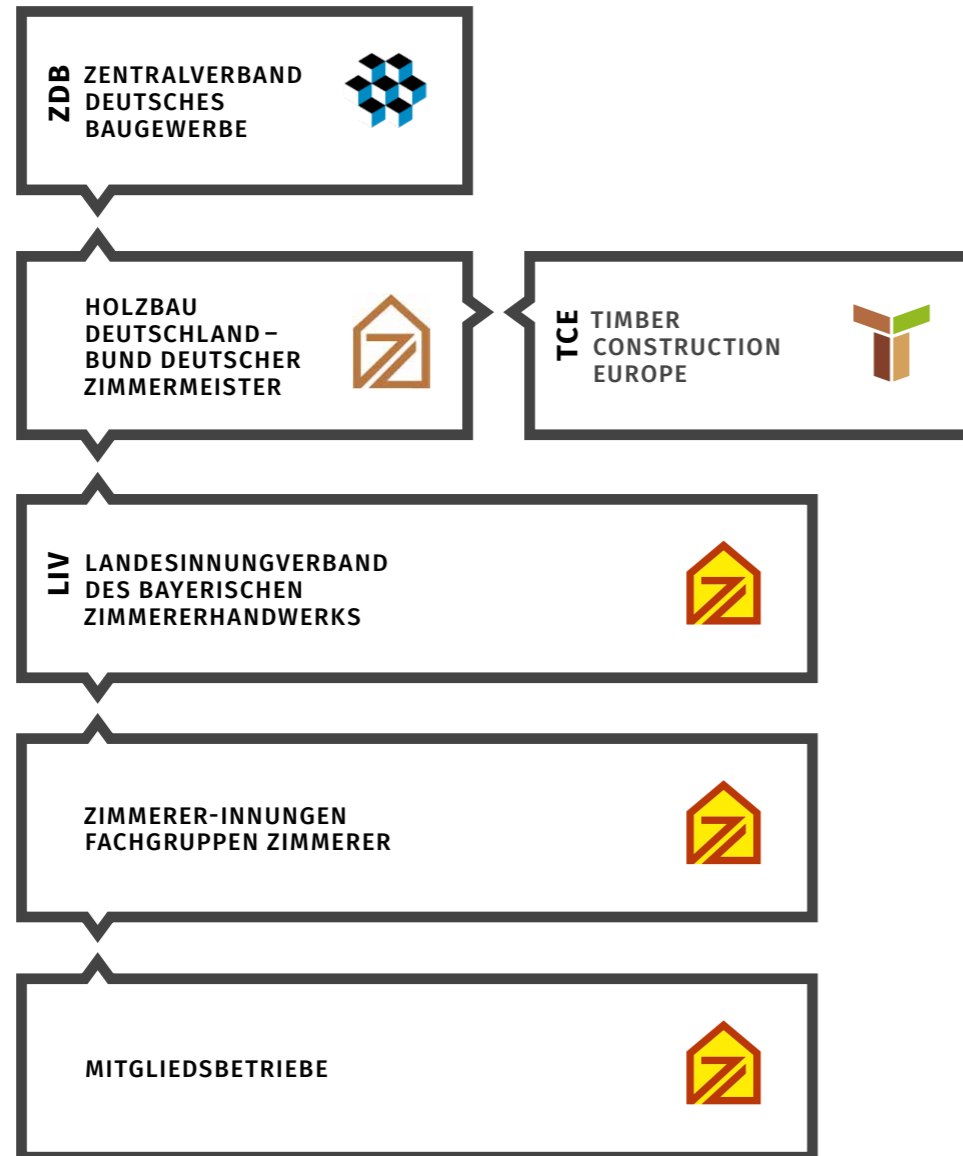 ZDB
ZENTRALVERBAND
DEUTSCHES
BAUGEWERBE
HOLZBAU
DEUTSCHLAND –
BUND DEUTSCHER
ZIMMERMEISTER
TCE
TIMBER
CONSTRUCTION
EUROPE
LIV
LANDESINNUNGVERBAND
DES BAYERISCHEN
ZIMMERERHANDWERKS
ZIMMERER-INNUNGEN
FACHGRUPPEN ZIMMERER
MITGLIEDSBETRIEBE